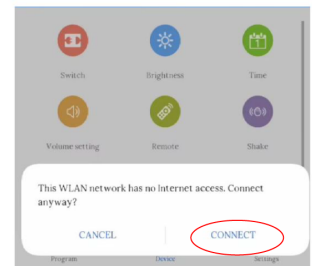 Switch Brightness Time
1
Volume setting Remote Shake
This WLAN network has no Internet access. Connect
anyway?
CANCEL CONNECT
Program Device Settings